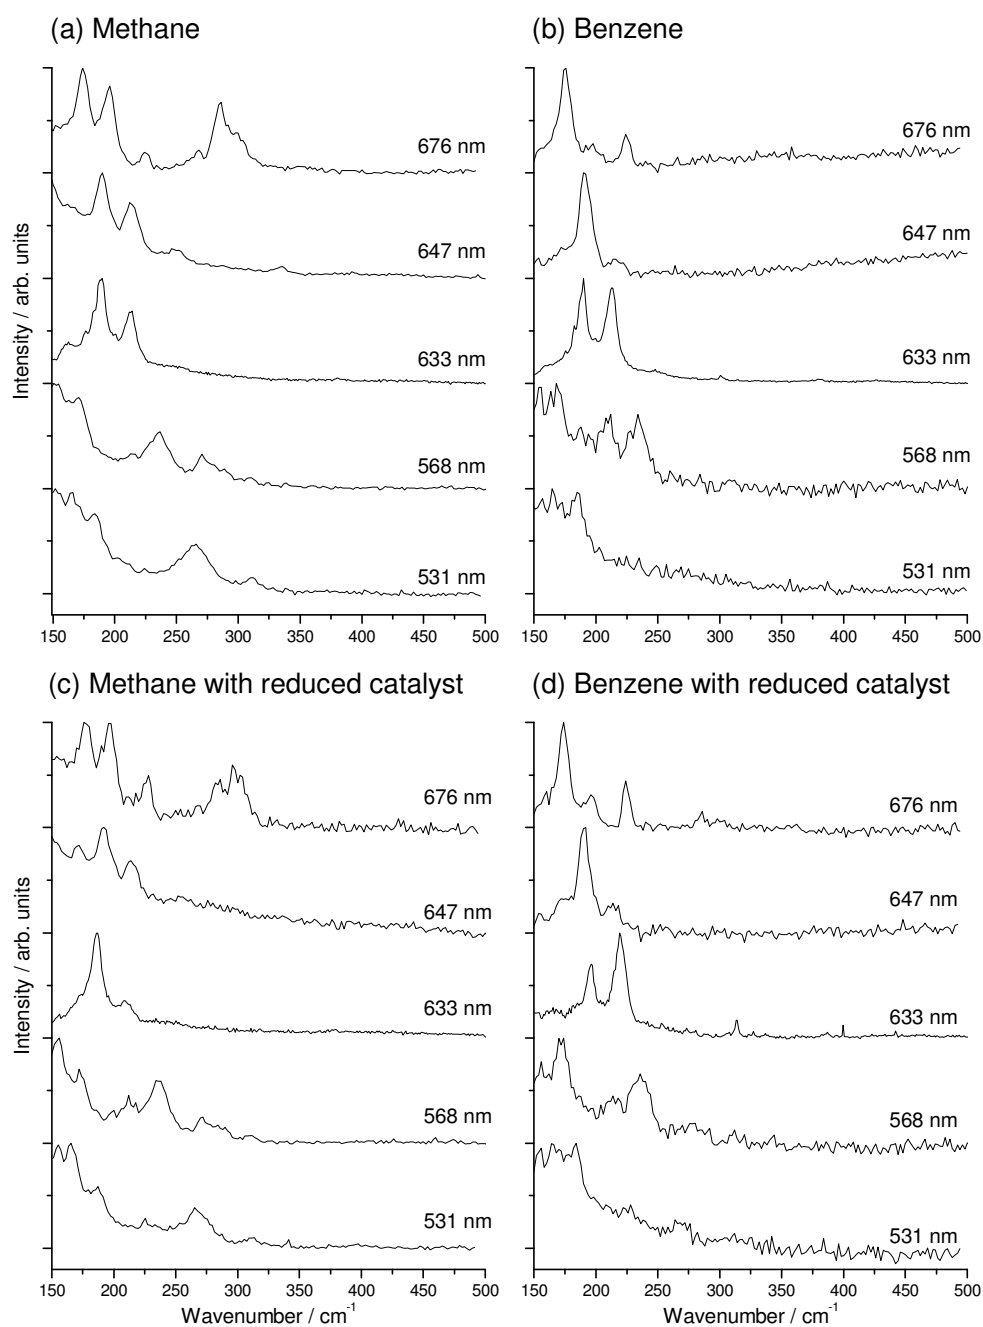 (a) Methane
(b) Benzene
Intensity / arb. units
676 nm
647 nm
633 nm
568 nm
531 nm
150 200 250 300 350 400 450 500
676 nm
647 nm
633 nm
568 nm
531 nm
150 200 250 300 350 400 450 500
(c) Methane with reduced catalyst
(d) Benzene with reduced catalyst
Intensity / arb. units
676 nm
647 nm
633 nm
568 nm
531 nm
150 200 250 300 350 400 450 500
Wavenumber / cm⁻¹
676 nm
647 nm
633 nm
568 nm
531 nm
150 200 250 300 350 400 450 500
Wavenumber / cm⁻¹